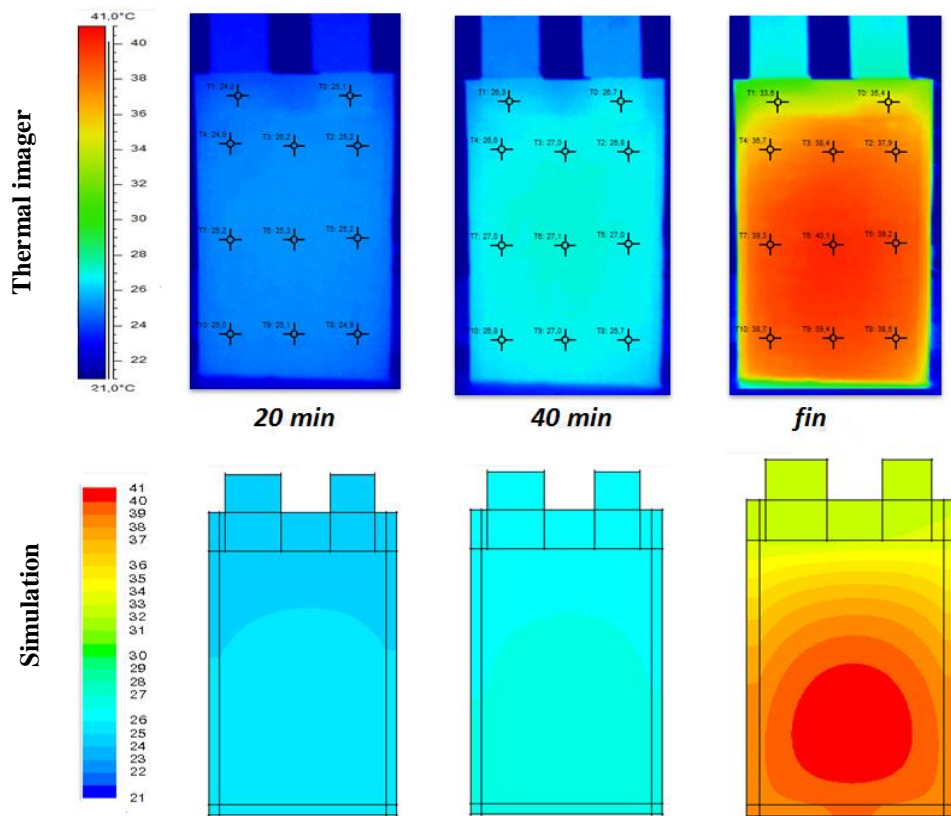 41,0°C
40
38
36
34
32
30
28
26
24
22
21,0°C
Thermal imager
T1: 24,8 T0: 25,1
T4: 24,9 T3: 25,2 T2: 25,2
T7: 25,2 T6: 25,3 T5: 25,2
T10: 25,0 T9: 25,1 T8: 24,9
20 min
T1: 26,3 T0: 26,7
T4: 26,6 T3: 27,0 T2: 26,8
T7: 27,0 T6: 27,1 T5: 27,0
T10: 26,8 T9: 27,0 T8: 26,7
40 min
T1: 33,6 T0: 35,4
T4: 36,7 T3: 38,4 T2: 37,9
T7: 39,3 T6: 40,1 T5: 39,2
T10: 38,7 T9: 39,4 T8: 38,5
fin
Simulation
41
40
39
38
37
36
35
34
33
32
31
30
29
28
27
26
25
24
23
22
21